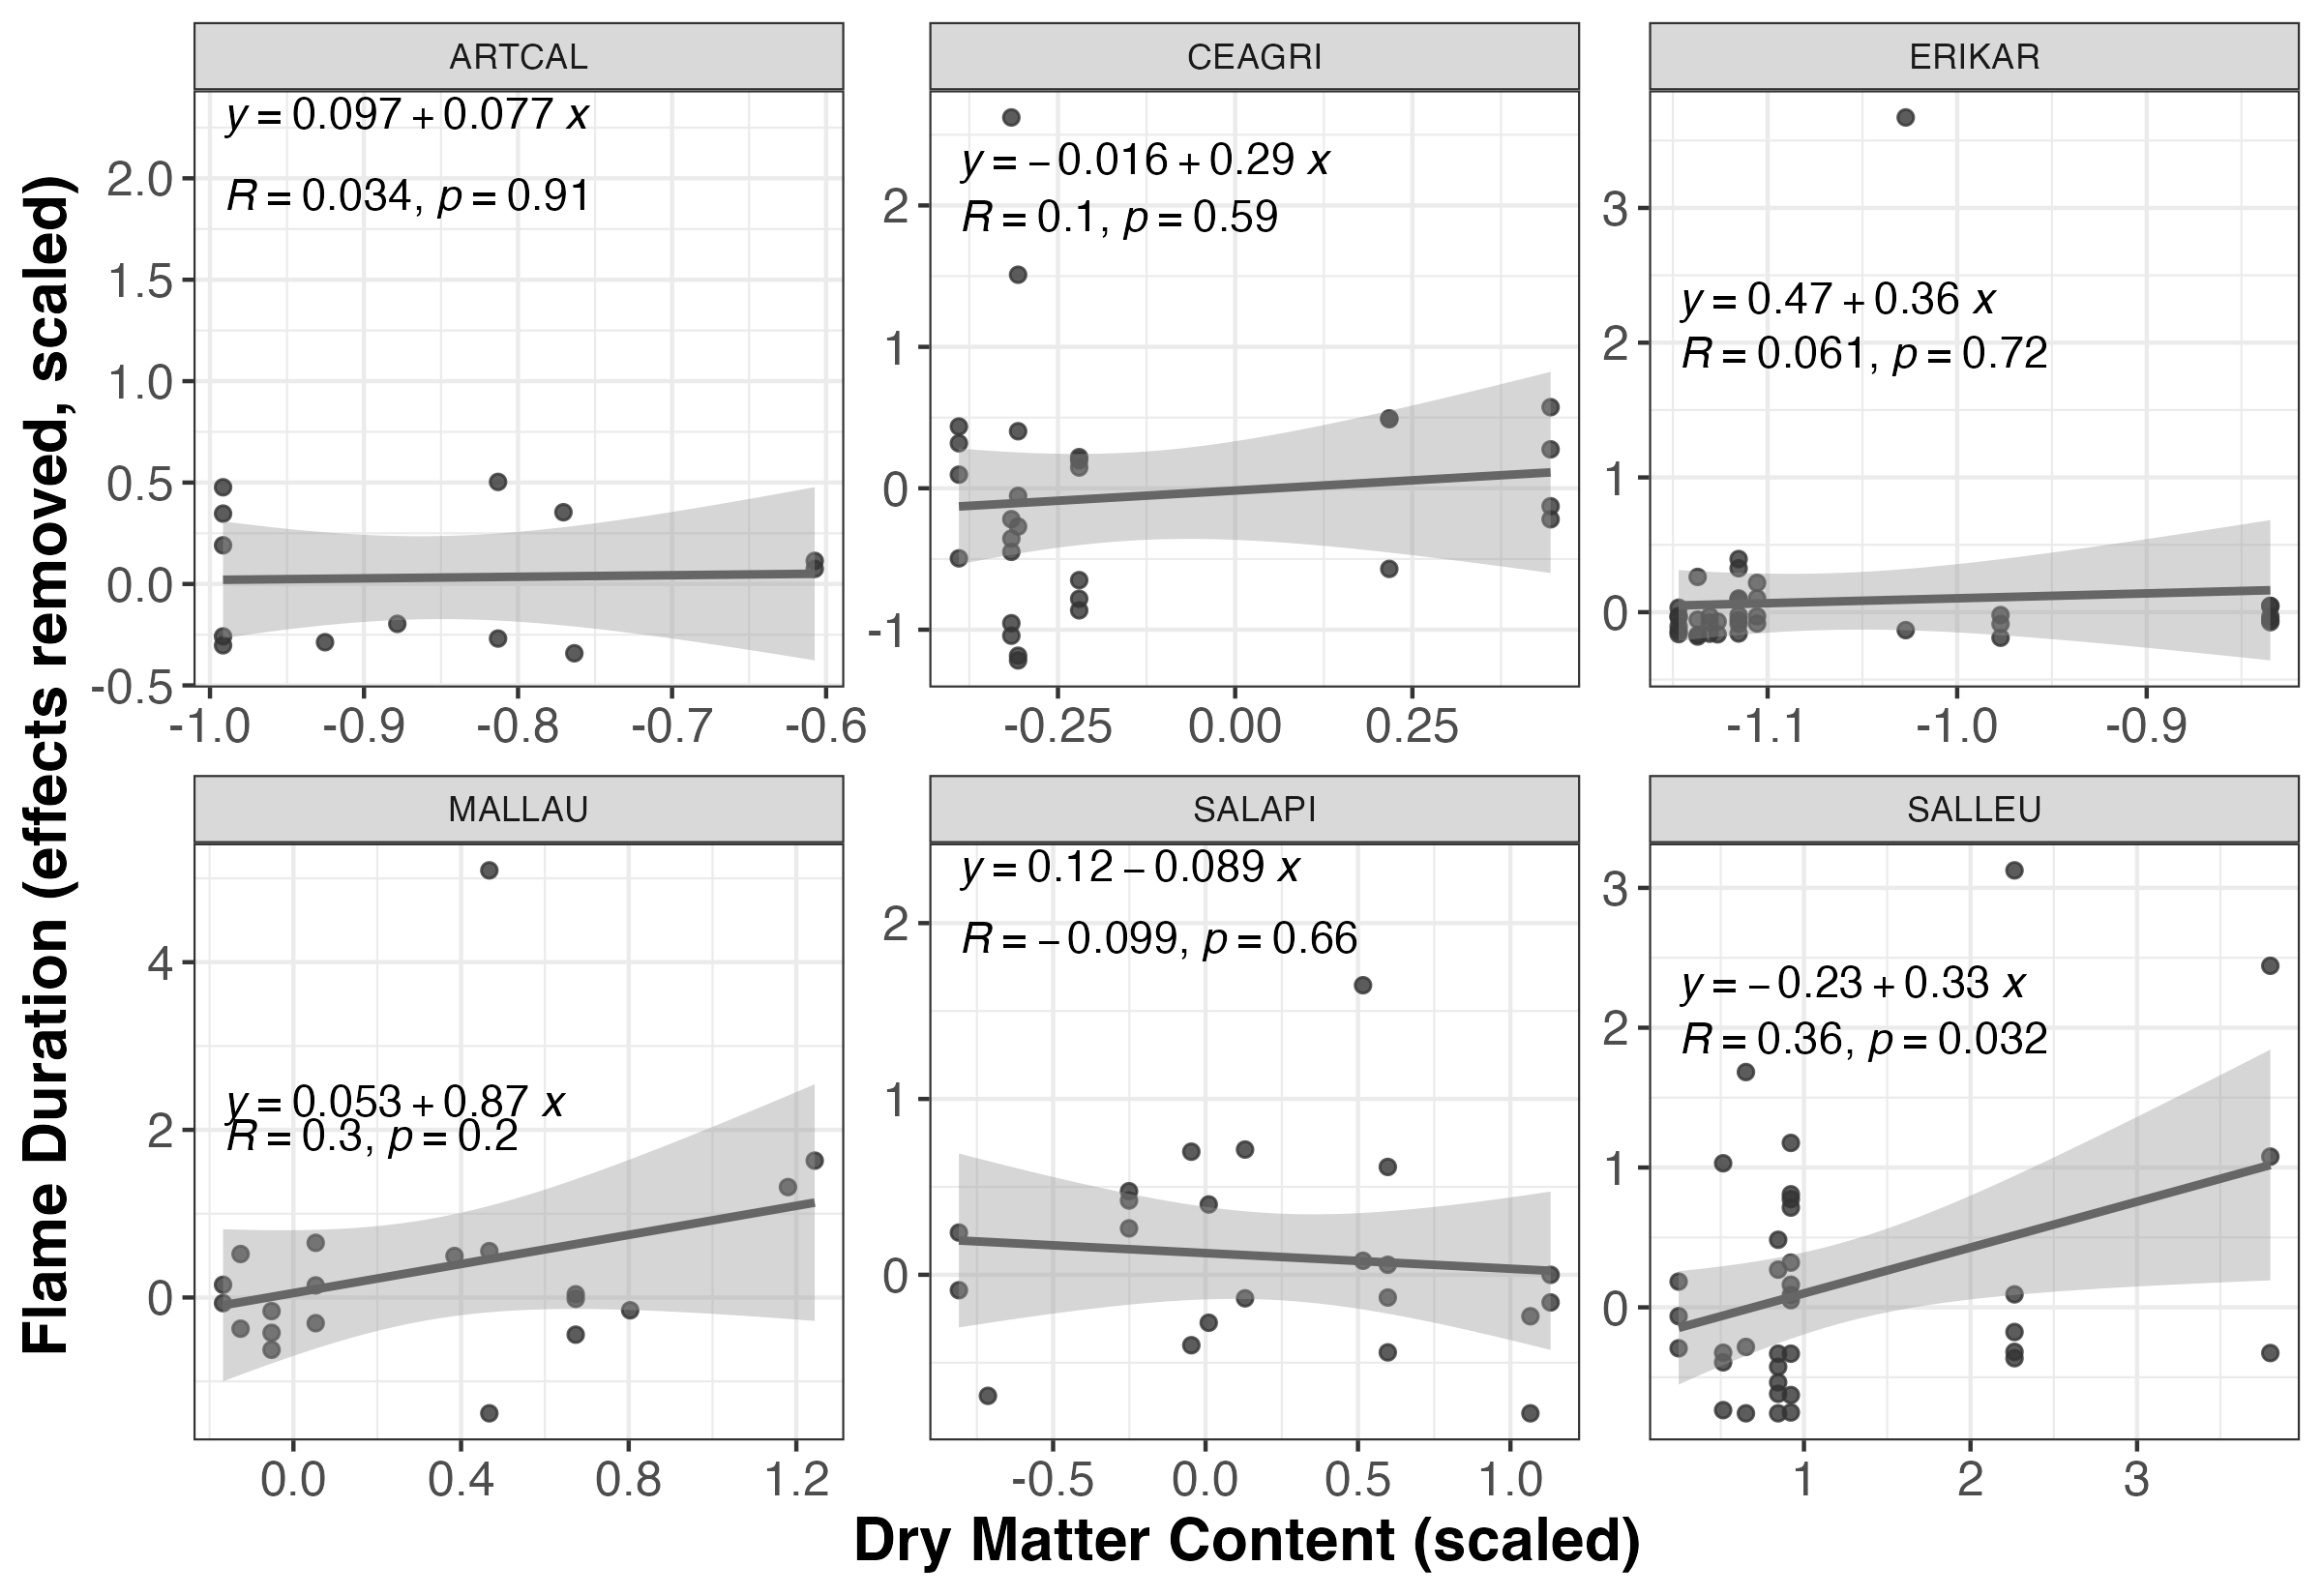 Flame Duration (effects removed, scaled)
ARTCAL
y = 0.097 + 0.077 x
R = 0.034, p = 0.91
2.0
1.5
1.0
0.5
0.0
-0.5
-1.0 -0.9 -0.8 -0.7 -0.6
CEAGRI
y = −0.016 + 0.29 x
R = 0.1, p = 0.59
2
1
0
-1
-0.25 0.00 0.25
ERIKAR
y = 0.47 + 0.36 x
R = 0.061, p = 0.72
3
2
1
0
-1.1 -1.0 -0.9
MALLAU
y = 0.053 + 0.87 x
R = 0.3, p = 0.2
4
2
0
0.0 0.4 0.8 1.2
SALAPI
y = 0.12 − 0.089 x
R = −0.099, p = 0.66
2
1
0
-0.5 0.0 0.5 1.0
SALLEU
y = −0.23 + 0.33 x
R = 0.36, p = 0.032
3
2
1
0
1 2 3
Dry Matter Content (scaled)